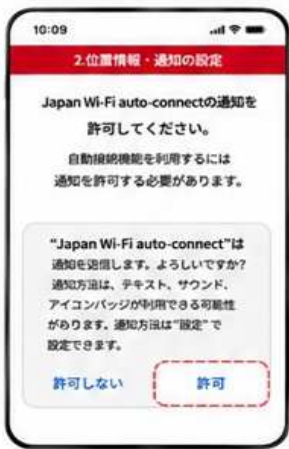 10:09
2.位置情報・通知の設定
Japan Wi-Fi auto-connectの通知を
許可してください。
自動接続機能を利用するには
通知を許可する必要があります。
“Japan Wi-Fi auto-connect”は
通知を送信します。よろしいですか?
通知方法は、テキスト、サウンド、
アイコンバッジが利用できる可能性
があります。通知方法は“設定”で
設定できます。
許可しない
許可